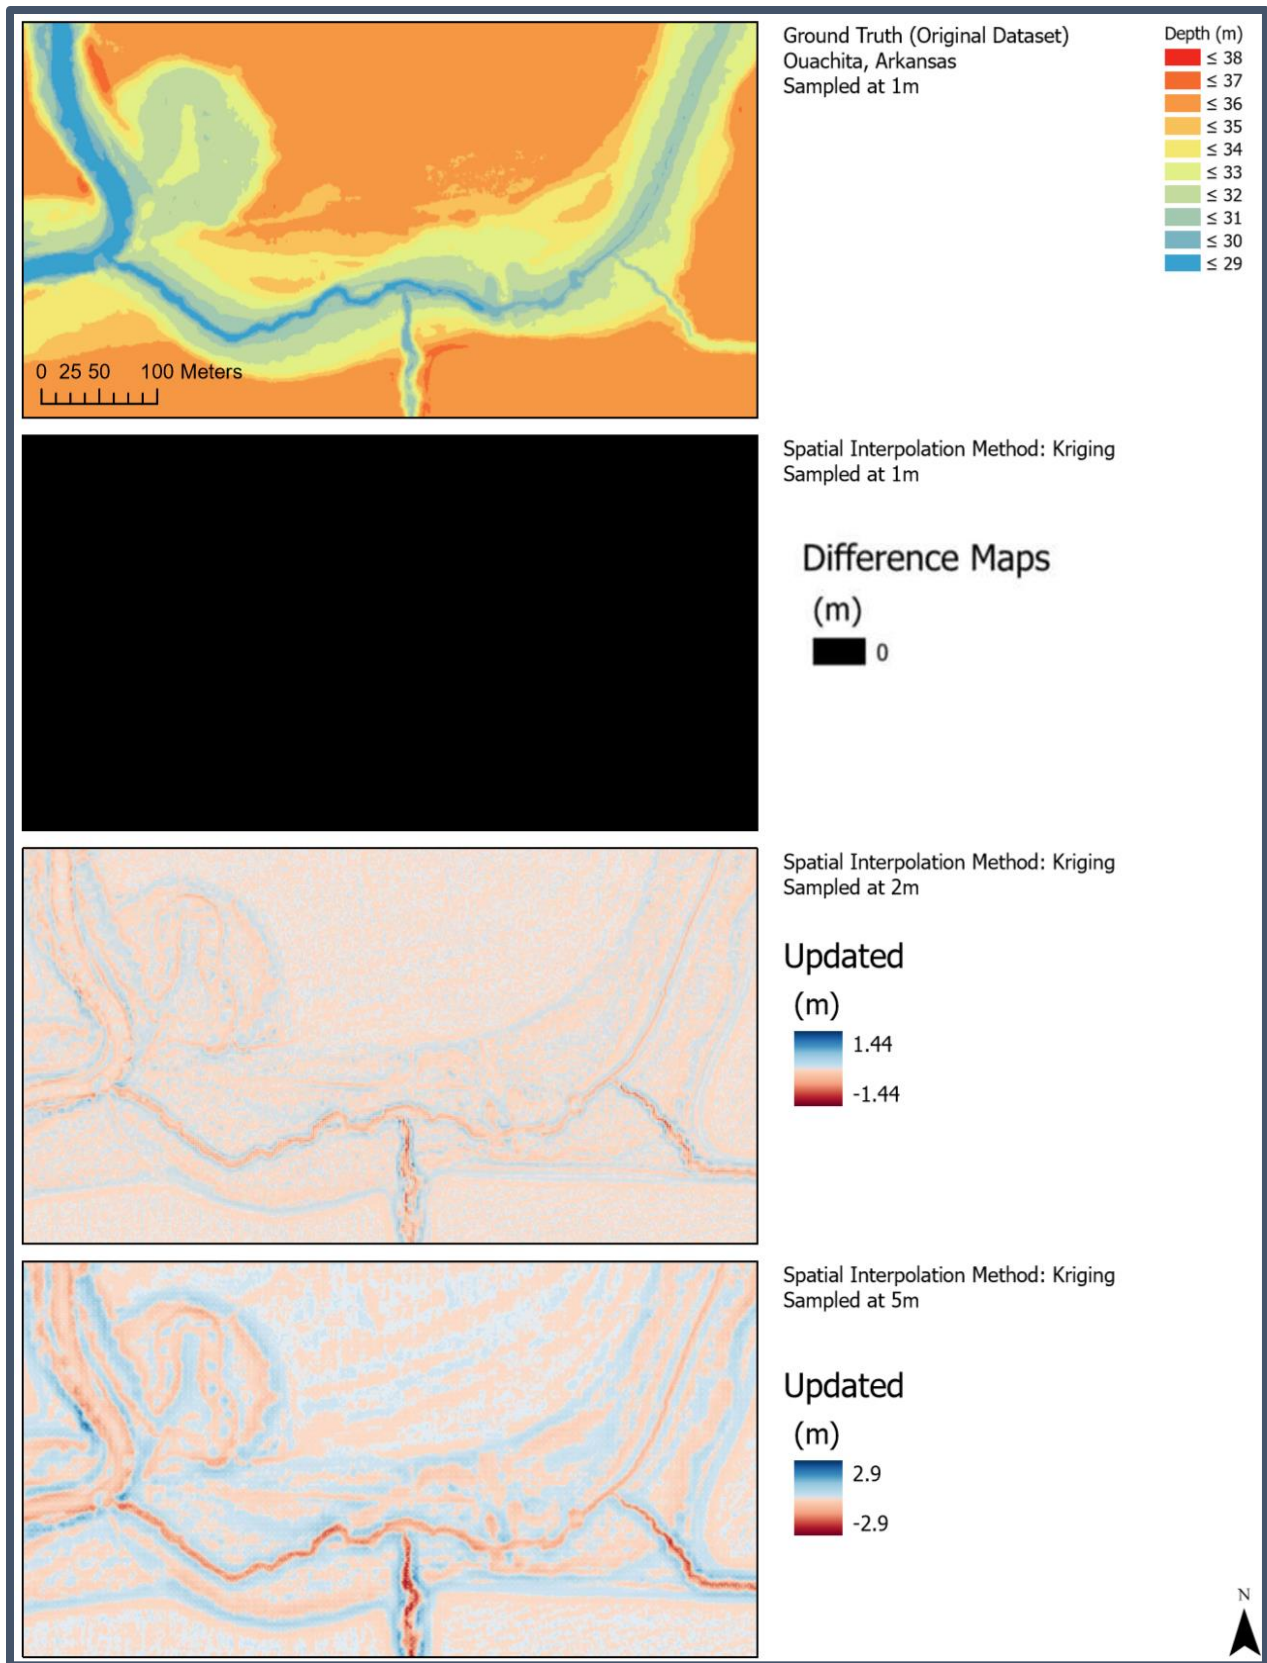 Ground Truth (Original Dataset)
Ouachita, Arkansas
Sampled at 1m
Depth (m)
≤ 38
≤ 37
≤ 36
≤ 35
≤ 34
≤ 33
≤ 32
≤ 31
≤ 30
≤ 29
0 25 50 100 Meters
Spatial Interpolation Method: Kriging
Sampled at 1m
Difference Maps
(m)
0
Spatial Interpolation Method: Kriging
Sampled at 2m
Updated
(m)
1.44
-1.44
Spatial Interpolation Method: Kriging
Sampled at 5m
Updated
(m)
2.9
-2.9
N